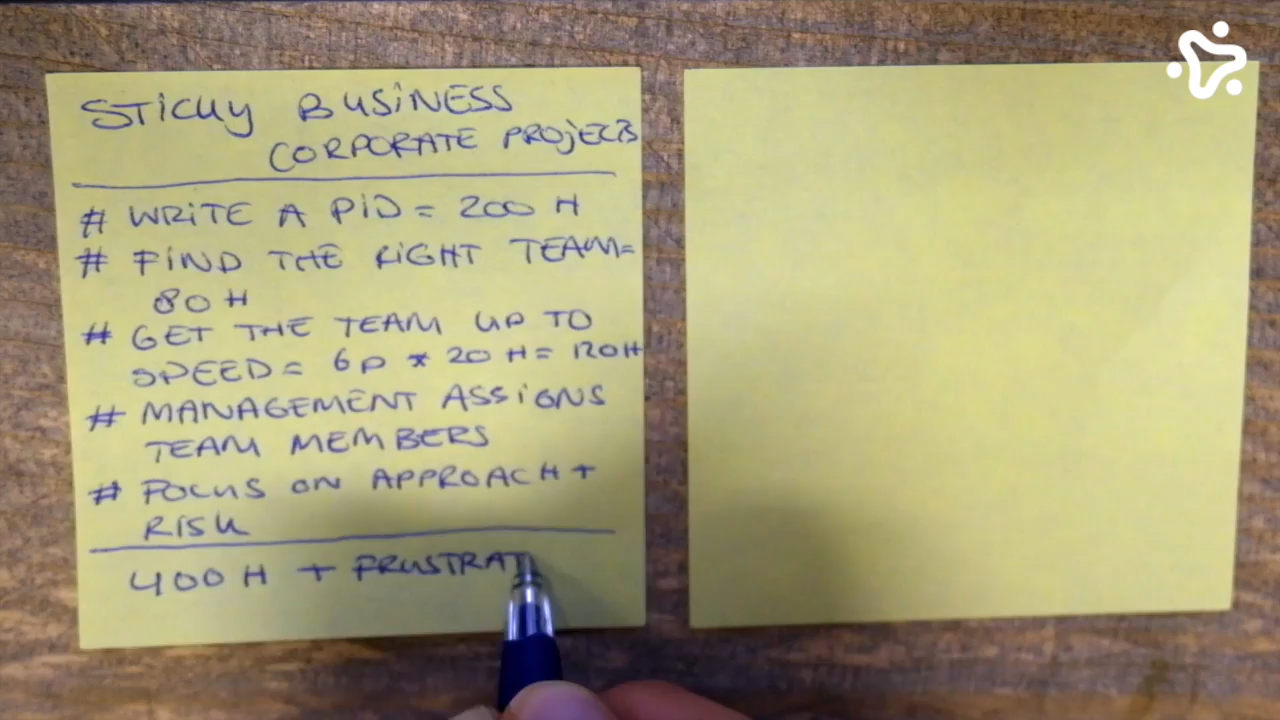 STICKY BUSINESS
CORPORATE PROJECTS
# WRITE A PID = 200 H
# FIND THE RIGHT TEAM=
80 H
# GET THE TEAM UP TO
SPEED = 6p * 20 H = 120H
# MANAGEMENT ASSIGNS
TEAM MEMBERS
# FOCUS ON APPROACH +
RISK
400 H + FRUSTRAT